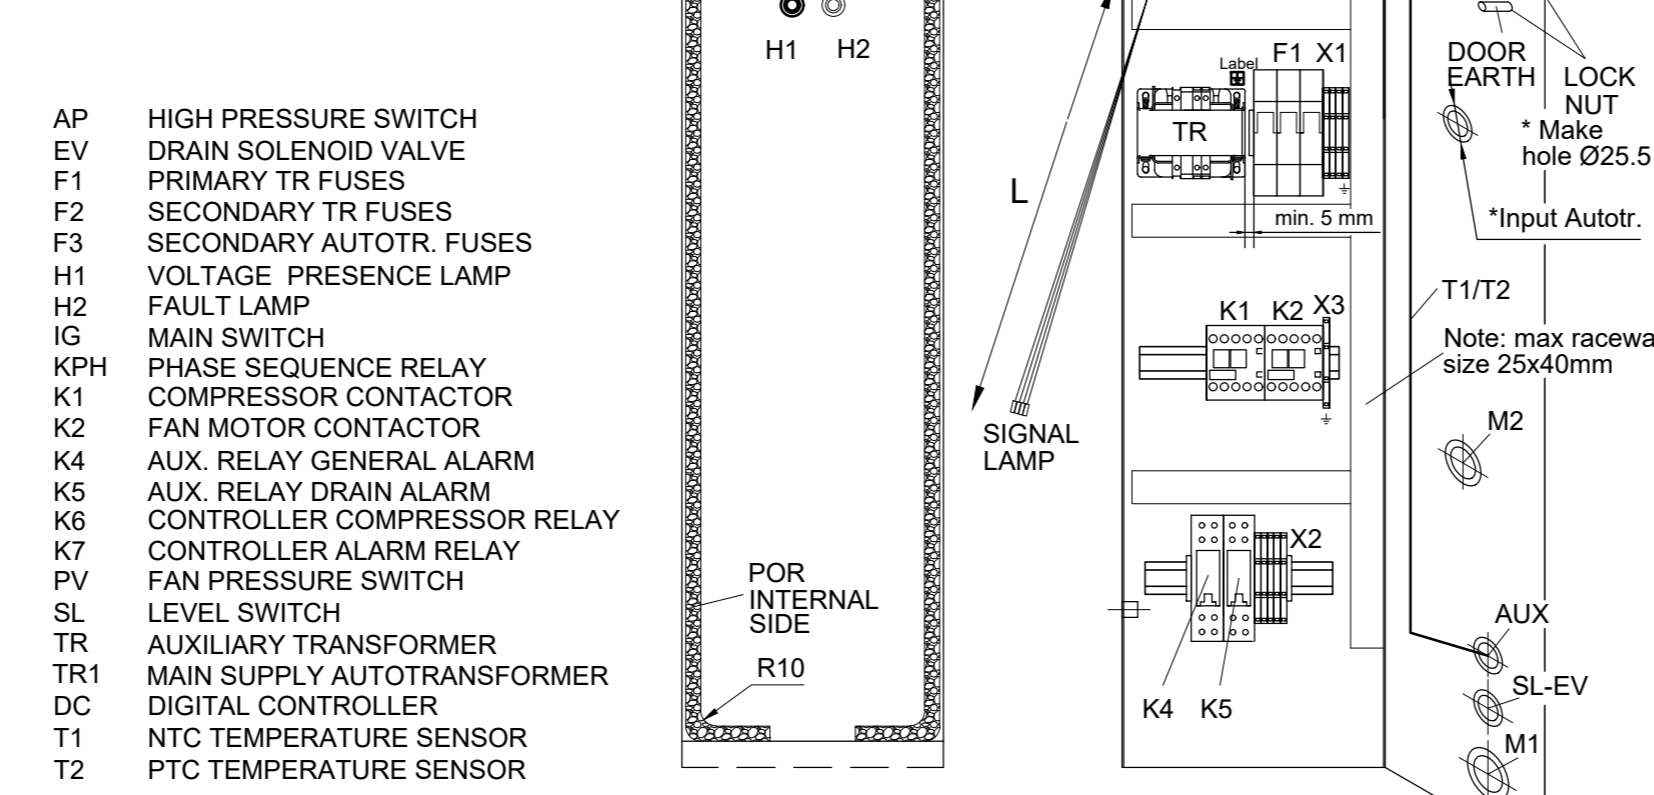 AP HIGH PRESSURE SWITCH
EV DRAIN SOLENOID VALVE
F1 PRIMARY TR FUSES
F2 SECONDARY TR FUSES
F3 SECONDARY AUTOTR. FUSES
H1 VOLTAGE PRESENCE LAMP
H2 FAULT LAMP
IG MAIN SWITCH
KPH PHASE SEQUENCE RELAY
K1 COMPRESSOR CONTACTOR
K2 FAN MOTOR CONTACTOR
K4 AUX. RELAY GENERAL ALARM
K5 AUX. RELAY DRAIN ALARM
K6 CONTROLLER COMPRESSOR RELAY
K7 CONTROLLER ALARM RELAY
PV FAN PRESSURE SWITCH
SL LEVEL SWITCH
TR AUXILIARY TRANSFORMER
TR1 MAIN SUPPLY AUTOTRANSFORMER
DC DIGITAL CONTROLLER
T1 NTC TEMPERATURE SENSOR
T2 PTC TEMPERATURE SENSOR
H1 H2
POR
INTERNAL
SIDE
R10
L
SIGNAL
LAMP
Label
F1 X1
TR
min. 5 mm
K1 K2 X3
X2
K4 K5
DOOR
EARTH
LOCK
NUT
* Make
hole Ø25.5
*Input Autotr.
T1/T2
Note: max racewa
size 25x40mm
M2
AUX
SL-EV
M1